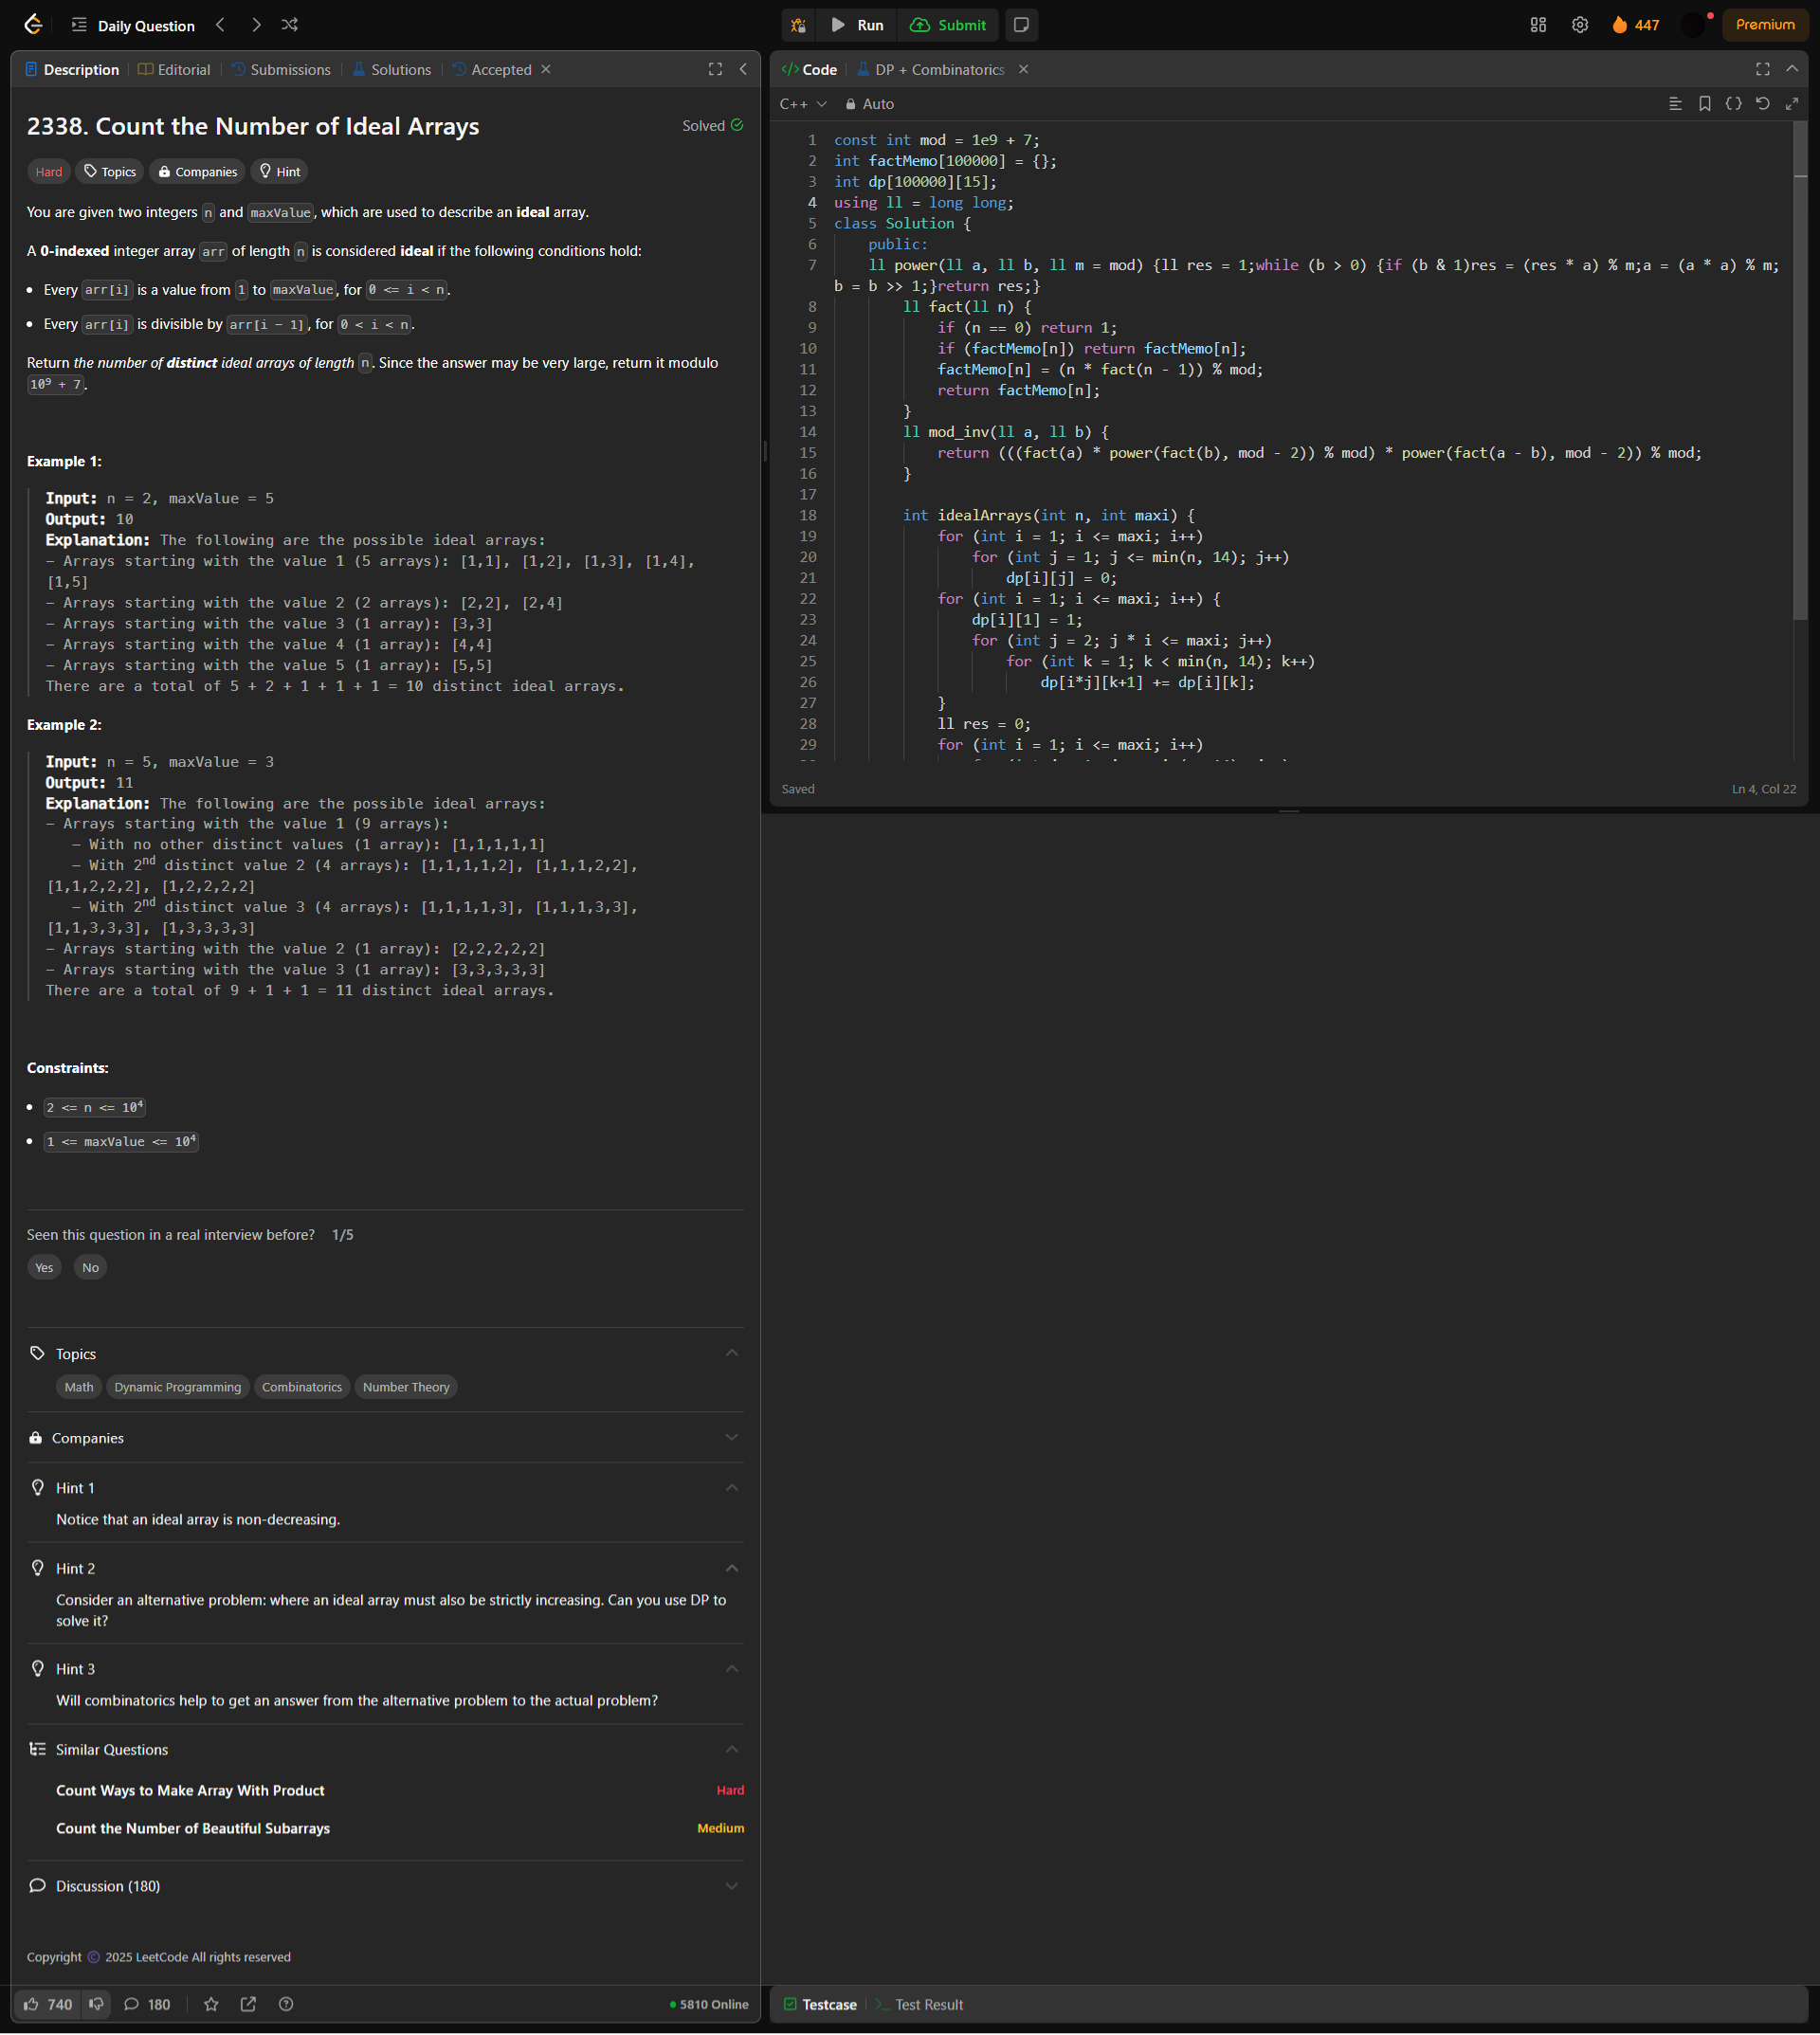 Daily Question
Run
Submit
447
Premium
Description
Editorial
Submissions
Solutions
Accepted
2338. Count the Number of Ideal Arrays
Solved
Hard
Topics
Companies
Hint
You are given two integers n and maxValue, which are used to describe an ideal array.
A 0-indexed integer array arr of length n is considered ideal if the following conditions hold:
• Every arr[i] is a value from 1 to maxValue, for 0 <= i < n.
• Every arr[i] is divisible by arr[i - 1], for 0 < i < n.
Return the number of distinct ideal arrays of length n. Since the answer may be very large, return it modulo
10⁹ + 7.
Example 1:
Input: n = 2, maxValue = 5
Output: 10
Explanation: The following are the possible ideal arrays:
- Arrays starting with the value 1 (5 arrays): [1,1], [1,2], [1,3], [1,4],
[1,5]
- Arrays starting with the value 2 (2 arrays): [2,2], [2,4]
- Arrays starting with the value 3 (1 array): [3,3]
- Arrays starting with the value 4 (1 array): [4,4]
- Arrays starting with the value 5 (1 array): [5,5]
There are a total of 5 + 2 + 1 + 1 + 1 = 10 distinct ideal arrays.
Example 2:
Input: n = 5, maxValue = 3
Output: 11
Explanation: The following are the possible ideal arrays:
- Arrays starting with the value 1 (9 arrays):
- With no other distinct values (1 array): [1,1,1,1,1]
- With 2nd distinct value 2 (4 arrays): [1,1,1,1,2], [1,1,1,2,2],
[1,1,2,2,2], [1,2,2,2,2]
- With 2nd distinct value 3 (4 arrays): [1,1,1,1,3], [1,1,1,3,3],
[1,1,3,3,3], [1,3,3,3,3]
- Arrays starting with the value 2 (1 array): [2,2,2,2,2]
- Arrays starting with the value 3 (1 array): [3,3,3,3,3]
There are a total of 9 + 1 + 1 = 11 distinct ideal arrays.
Constraints:
• 2 <= n <= 10⁴
• 1 <= maxValue <= 10⁴
Seen this question in a real interview before? 1/5
Yes
No
Topics
Math
Dynamic Programming
Combinatorics
Number Theory
Companies
Hint 1
Notice that an ideal array is non-decreasing.
Hint 2
Consider an alternative problem: where an ideal array must also be strictly increasing. Can you use DP to
solve it?
Hint 3
Will combinatorics help to get an answer from the alternative problem to the actual problem?
Similar Questions
Count Ways to Make Array With Product
Hard
Count the Number of Beautiful Subarrays
Medium
Discussion (180)
Copyright © 2025 LeetCode All rights reserved
740
180
5810 Online
</> Code
DP + Combinatorics
C++
Auto
1 const int mod = 1e9 + 7;
2 int factMemo[100000] = {};
3 int dp[100000][15];
4 using ll = long long;
5 class Solution {
6 public:
7 ll power(ll a, ll b, ll m = mod) {ll res = 1;while (b > 0) {if (b & 1)res = (res * a) % m;a = (a * a) % m;
b = b >> 1;}return res;}
8 ll fact(ll n) {
9 if (n == 0) return 1;
10 if (factMemo[n]) return factMemo[n];
11 factMemo[n] = (n * fact(n - 1)) % mod;
12 return factMemo[n];
13 }
14 ll mod_inv(ll a, ll b) {
15 return (((fact(a) * power(fact(b), mod - 2)) % mod) * power(fact(a - b), mod - 2)) % mod;
16 }
17
18 int idealArrays(int n, int maxi) {
19 for (int i = 1; i <= maxi; i++)
20 for (int j = 1; j <= min(n, 14); j++)
21 dp[i][j] = 0;
22 for (int i = 1; i <= maxi; i++) {
23 dp[i][1] = 1;
24 for (int j = 2; j * i <= maxi; j++)
25 for (int k = 1; k < min(n, 14); k++)
26 dp[i*j][k+1] += dp[i][k];
27 }
28 ll res = 0;
29 for (int i = 1; i <= maxi; i++)
Saved
Ln 4, Col 22
Testcase
Test Result